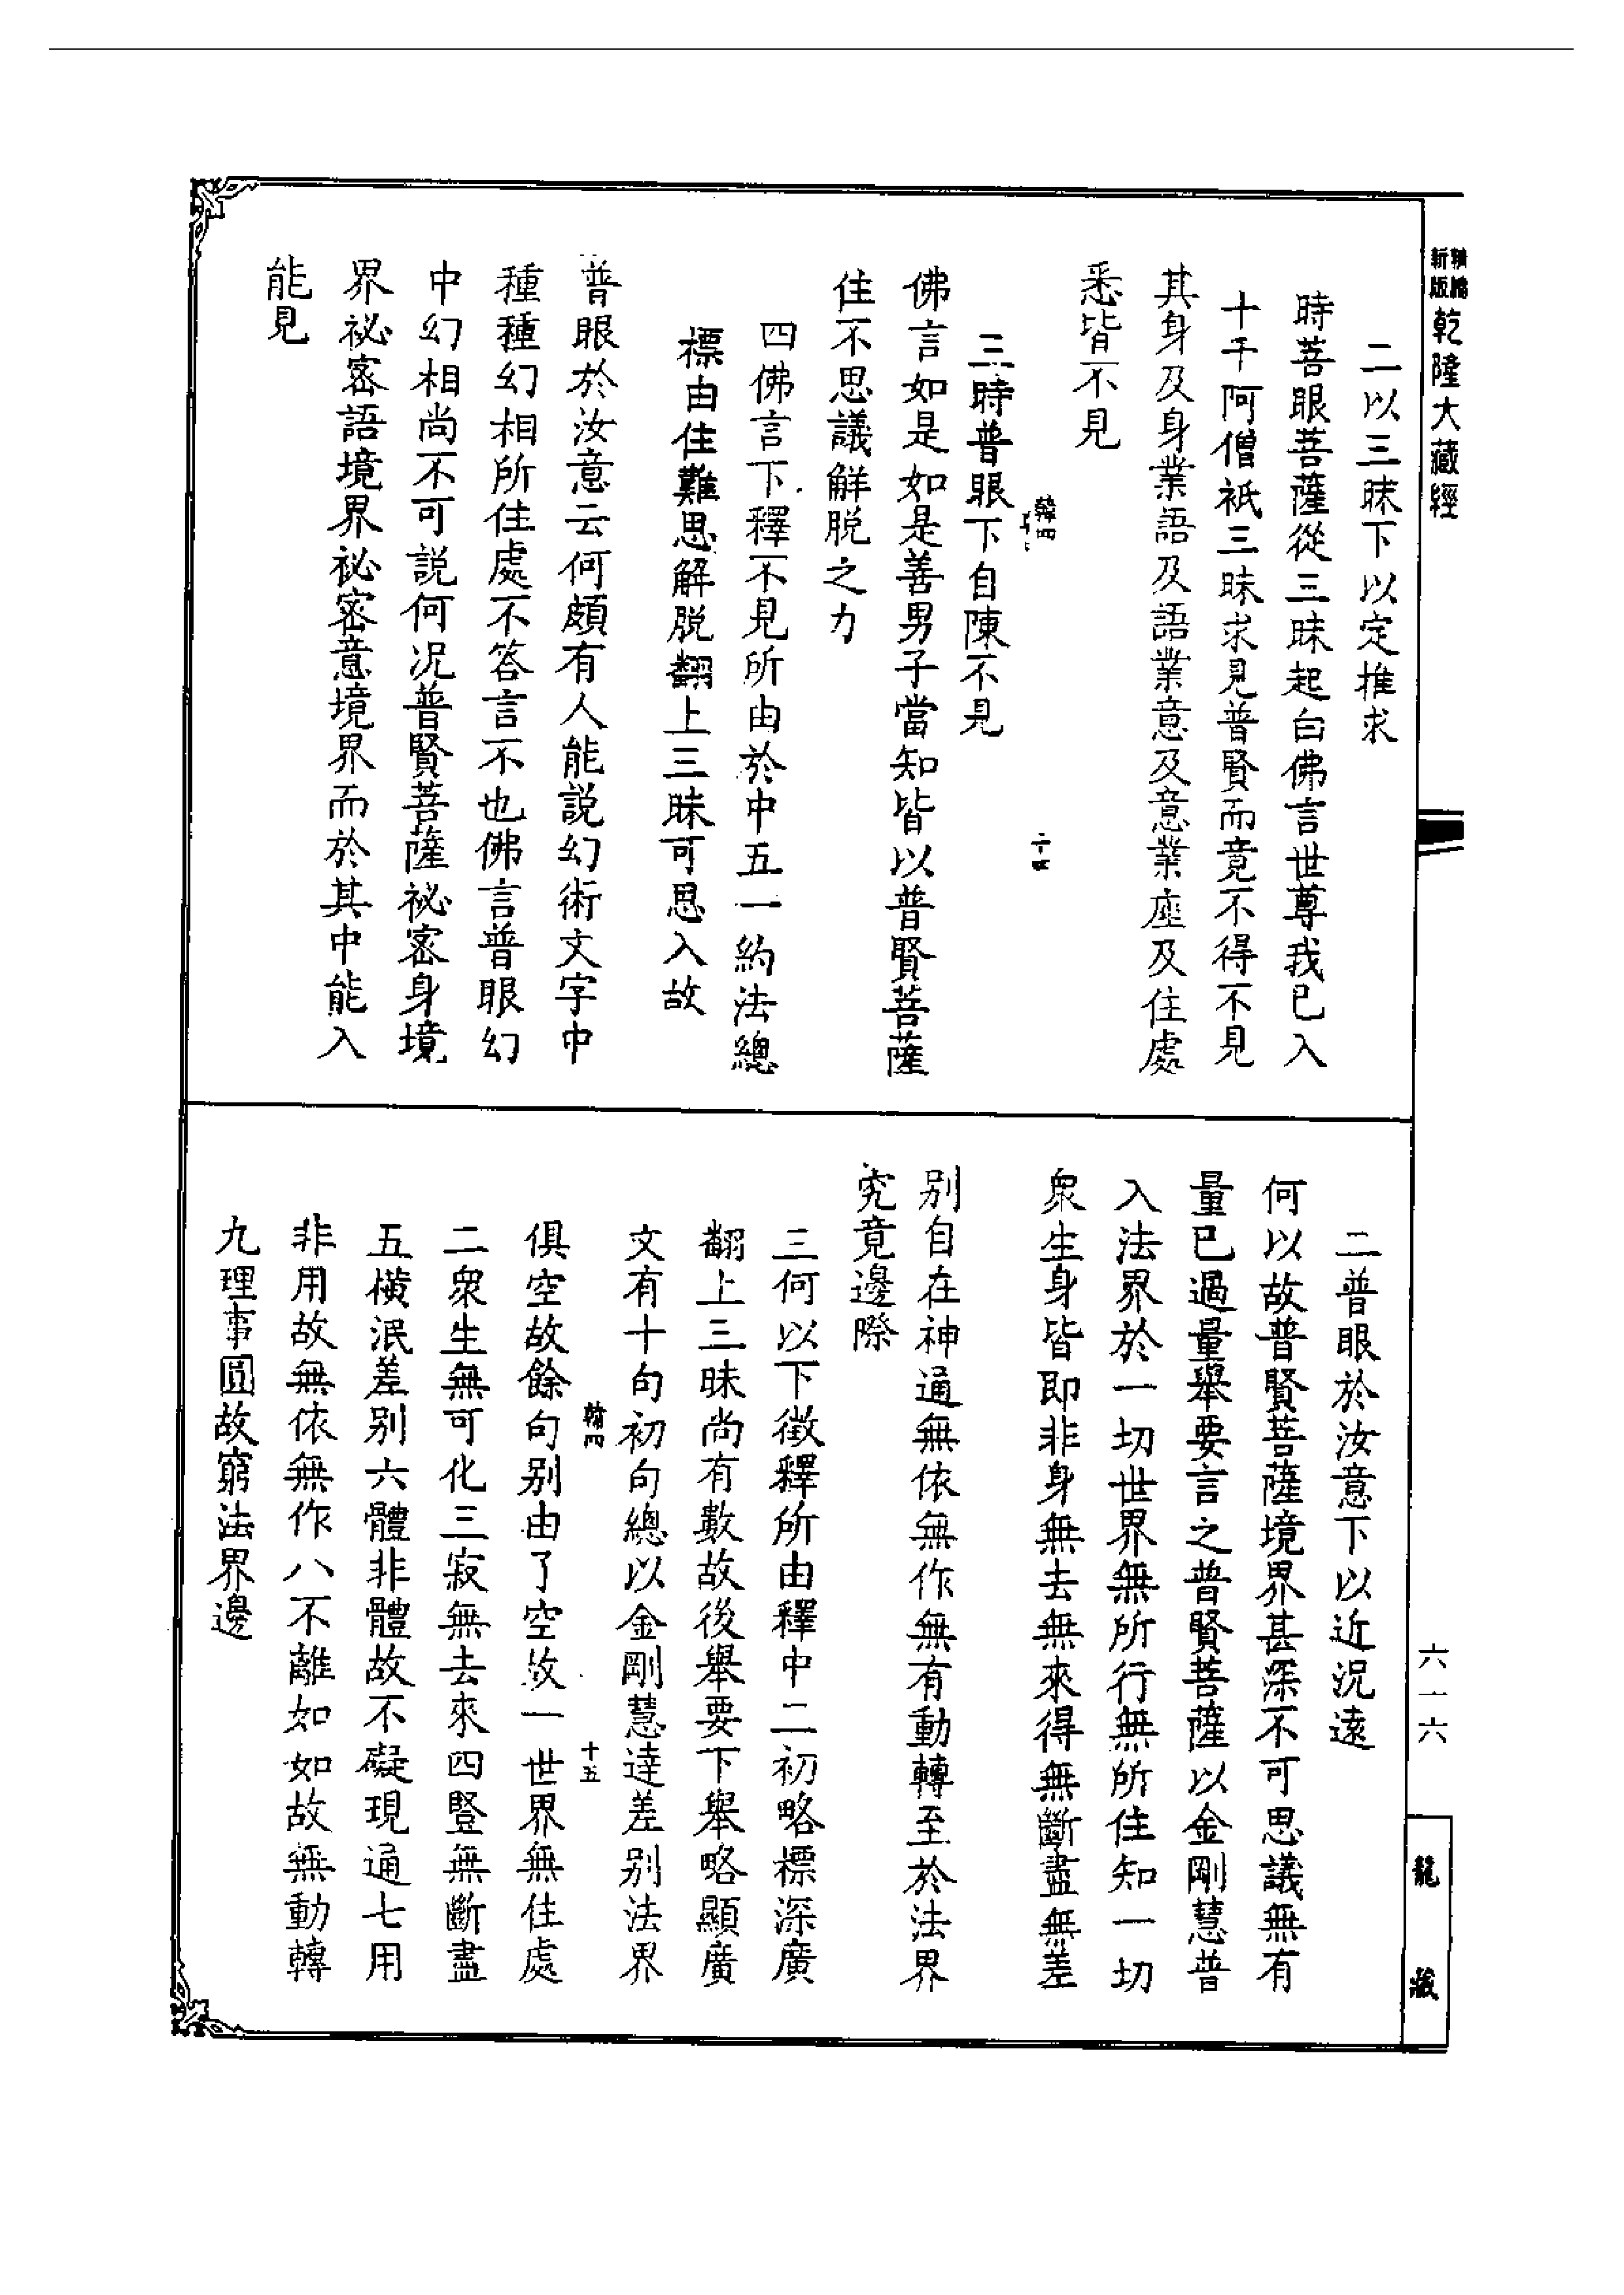 新版
乾隆大藏經
二以三昧下以定推求
時普眼菩薩從三昧起白佛言世尊我已入
十千阿僧祇三昧求見普賢而竟不得不見
其身及身業語及語業意及意業座及住處
悉皆不見
韓四
二十四
三時普眼下自陳不見
佛言如是如是善男子當知皆以普賢菩薩
住不思議解脱之力
四佛言下釋不見所由於中五一約法總
標由住難思解脱翻上三昧可思入故
普眼於汝意云何頗有人能説幻術文字中
種種幻相所住處不答言不也佛言普眼幻
中幻相尚不可説何况普賢菩薩祕密身境
界祕密語境界祕密意境界而於其中能入
能見
二普眼於汝意下以近况遠
何以故普賢菩薩境界甚深不可思議無有
量已過量舉要言之普賢菩薩以金剛慧普
入法界於一切世界無所行無所住知一切
衆生身皆即非身無去無來得無斷盡無差
别自在神通無依無作無有動轉至於法界
究竟邊際
三何以下徵釋所由釋中二初略標深廣
翻上三昧尚有數故後舉要下舉略顯廣
文有十句初句總以金剛慧達差别法界
韓四
十五
俱空故餘句别由了空故一世界無住處
二衆生無可化三寂無去來四豎無斷盡
五横泯差别六體非體故不礙現通七用
非用故無依無作八不離如如故無動轉
九理事圓故窮法界邊
六一六
龍藏